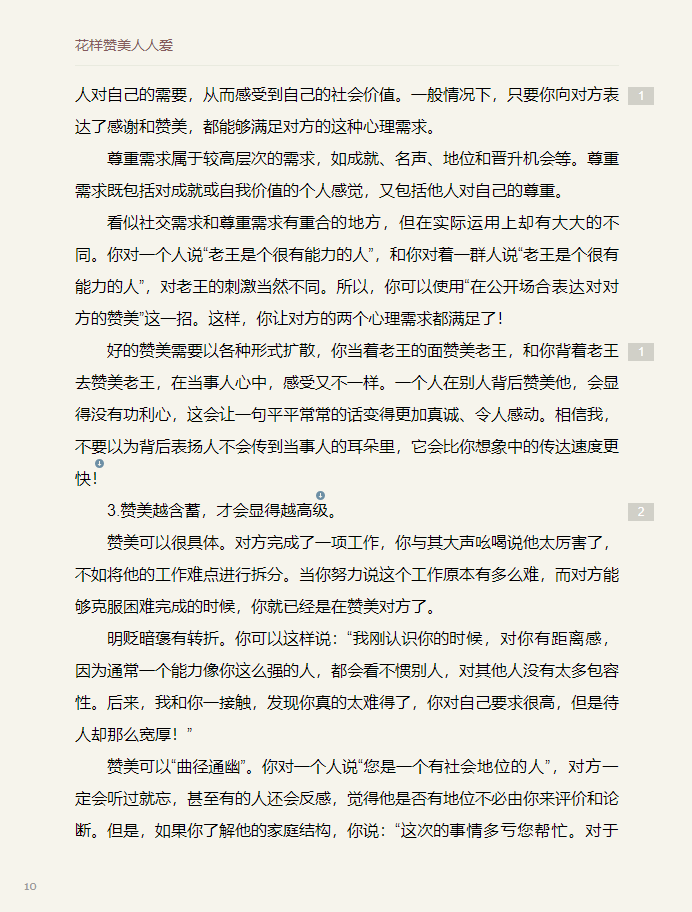 花样赞美人人爱
人对自己的需要，从而感受到自己的社会价值。一般情况下，只要你向对方表
1
达了感谢和赞美，都能够满足对方的这种心理需求。
尊重需求属于较高层次的需求，如成就、名声、地位和晋升机会等。尊重
需求既包括对成就或自我价值的个人感觉，又包括他人对自己的尊重。
看似社交需求和尊重需求有重合的地方，但在实际运用上却有大大的不
同。你对一个人说“老王是个很有能力的人”，和你对着一群人说“老王是个很有
能力的人”，对老王的刺激当然不同。所以，你可以使用“在公开场合表达对对
方的赞美”这一招。这样，你让对方的两个心理需求都满足了！
好的赞美需要以各种形式扩散，你当着老王的面赞美老王，和你背着老王
1
去赞美老王，在当事人心中，感受又不一样。一个人在别人背后赞美他，会显
得没有功利心，这会让一句平平常常的话变得更加真诚、令人感动。相信我，
不要以为背后表扬人不会传到当事人的耳朵里，它会比你想象中的传达速度更
快！
3.赞美越含蓄，才会显得越高级。
2
赞美可以很具体。对方完成了一项工作，你与其大声吆喝说他太厉害了，
不如将他的工作难点进行拆分。当你努力说这个工作原本有多么难，而对方能
够克服困难完成的时候，你就已经是在赞美对方了。
明贬暗褒有转折。你可以这样说：“我刚认识你的时候，对你有距离感，
因为通常一个能力像你这么强的人，都会看不惯别人，对其他人没有太多包容
性。后来，我和你一接触，发现你真的太难得了，你对自己要求很高，但是待
人却那么宽厚！”
赞美可以“曲径通幽”。你对一个人说“您是一个有社会地位的人”，对方一
定会听过就忘，甚至有的人还会反感，觉得他是否有地位不必由你来评价和论
断。但是，如果你了解他的家庭结构，你说：“这次的事情多亏您帮忙。对于
10